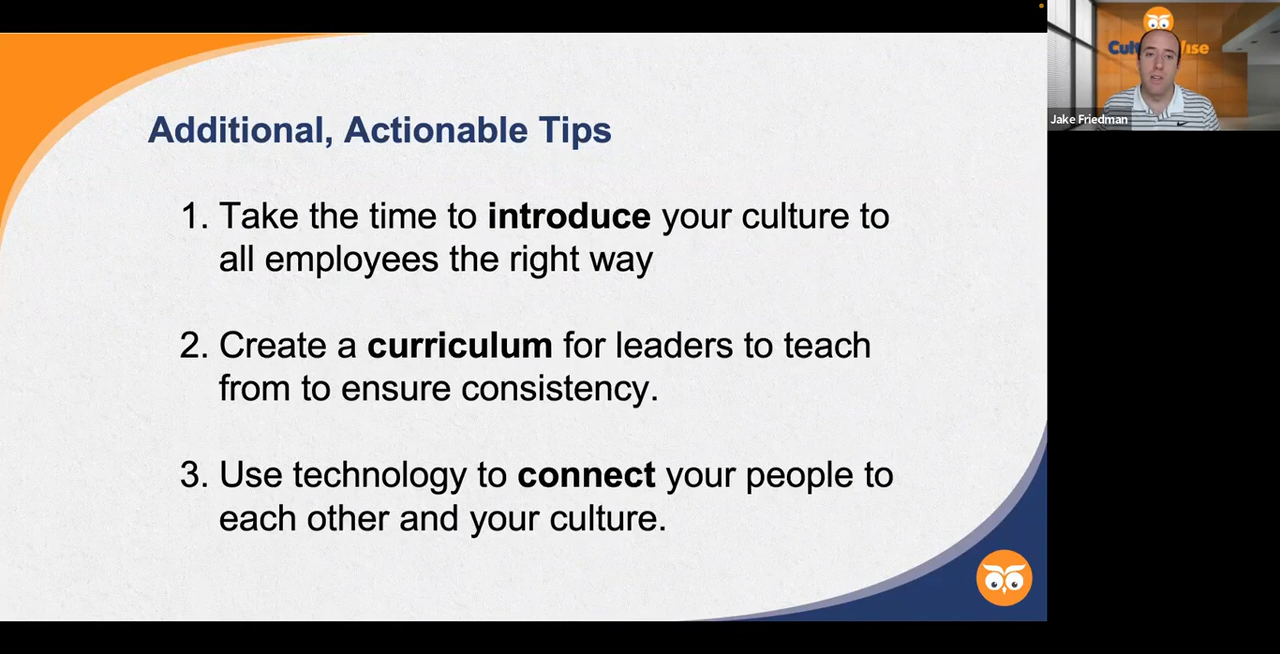 Additional, Actionable Tips
1. Take the time to introduce your culture to
all employees the right way
2. Create a curriculum for leaders to teach
from to ensure consistency.
3. Use technology to connect your people to
each other and your culture.
Jake Friedman